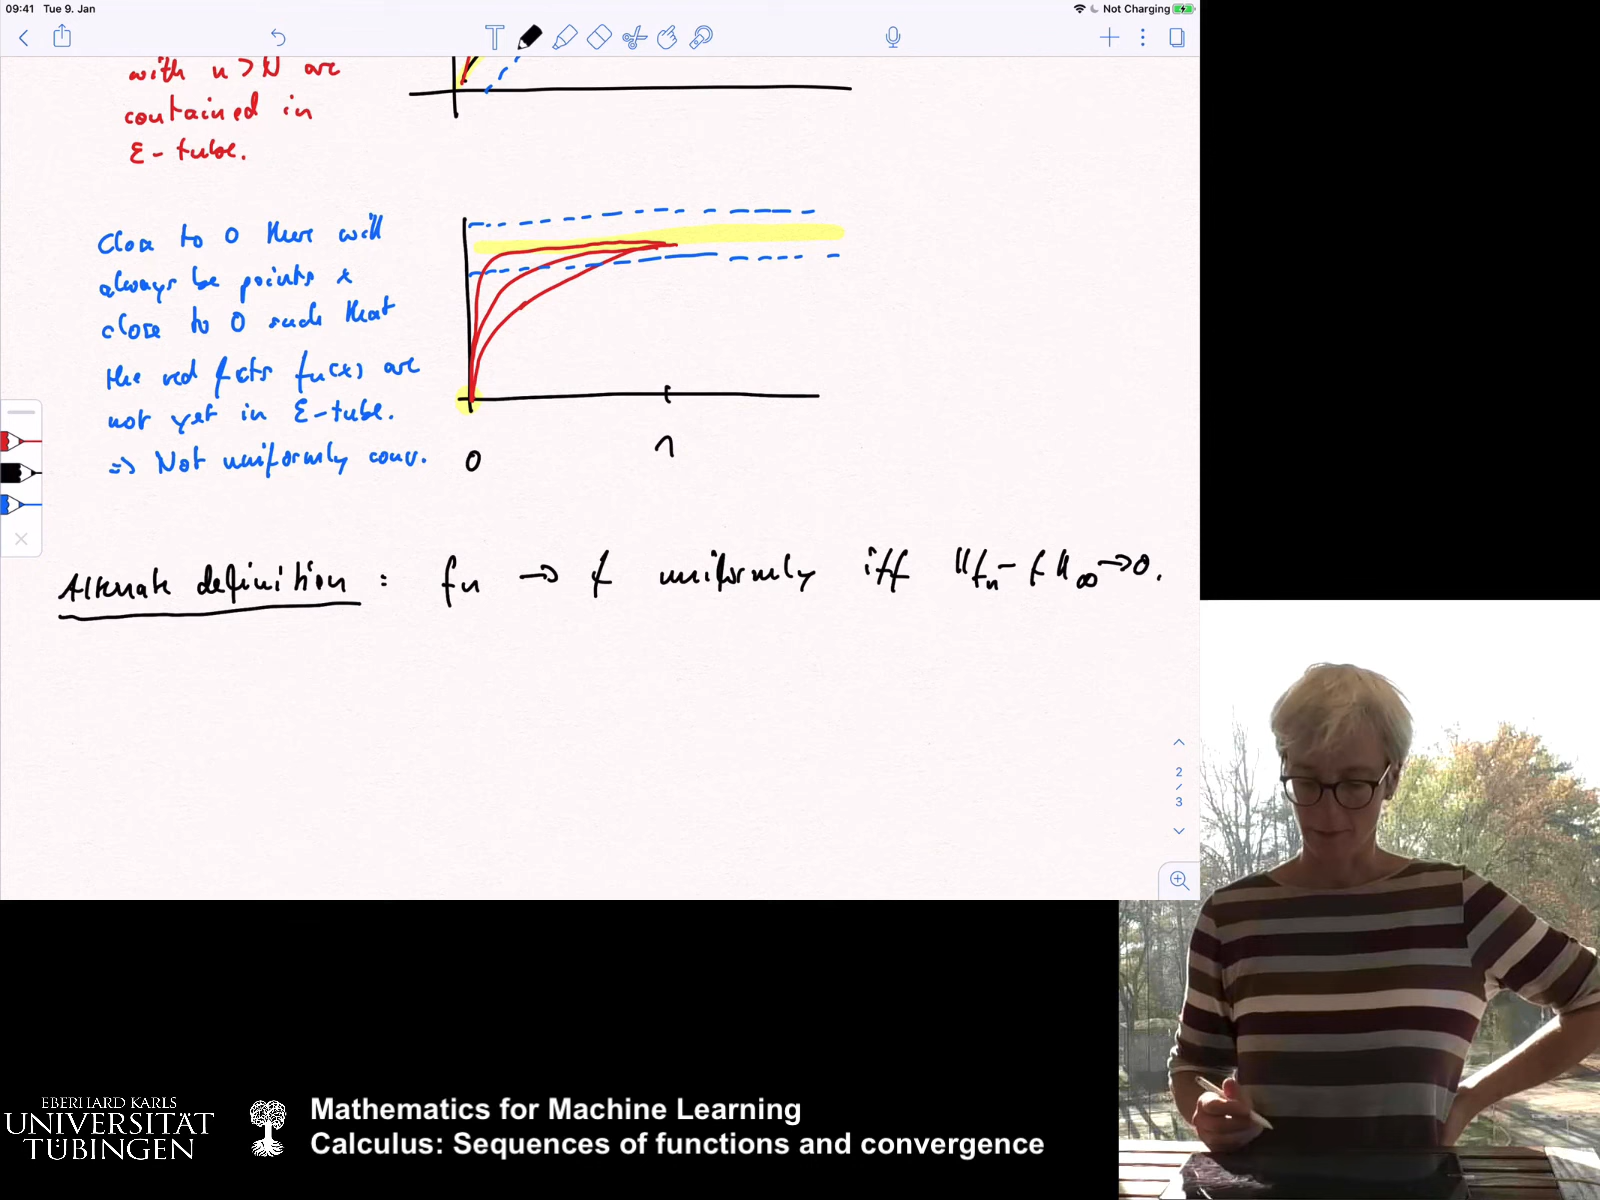 09:41 Tue 9. Jan
Not Charging
with n > N are
contained in
ε-tube.
Close to 0 there will
always be points x
close to 0 such that
the red fcts fn(x) are
not yet in ε-tube.
=> Not uniformly conv.
0
1
Alternate definition : fn → f uniformly iff ||fn - f||∞ → 0.
2
/
3
EBERHARD KARLS
UNIVERSITÄT
TÜBINGEN
Mathematics for Machine Learning
Calculus: Sequences of functions and convergence